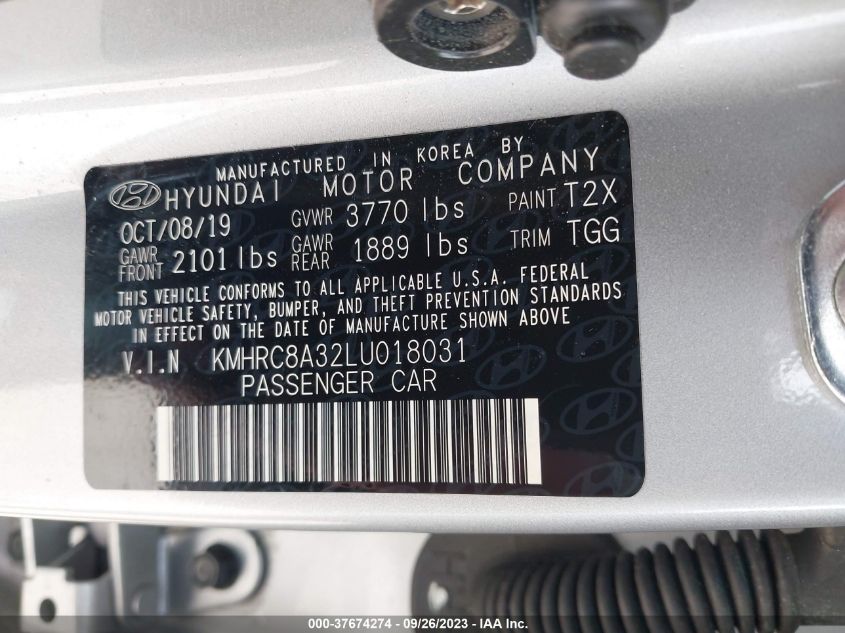 MANUFACTURED IN KOREA BY
HYUNDAI MOTOR COMPANY
OCT/08/19 GVWR 3770 lbs PAINT T2X
GAWR FRONT 2101 lbs GAWR REAR 1889 lbs TRIM TGG
THIS VEHICLE CONFORMS TO ALL APPLICABLE U.S.A. FEDERAL
MOTOR VEHICLE SAFETY, BUMPER, AND THEFT PREVENTION STANDARDS
IN EFFECT ON THE DATE OF MANUFACTURE SHOWN ABOVE
V.I.N KMHRC8A32LU018031
PASSENGER CAR
000-37674274 - 09/26/2023 - IAA Inc.